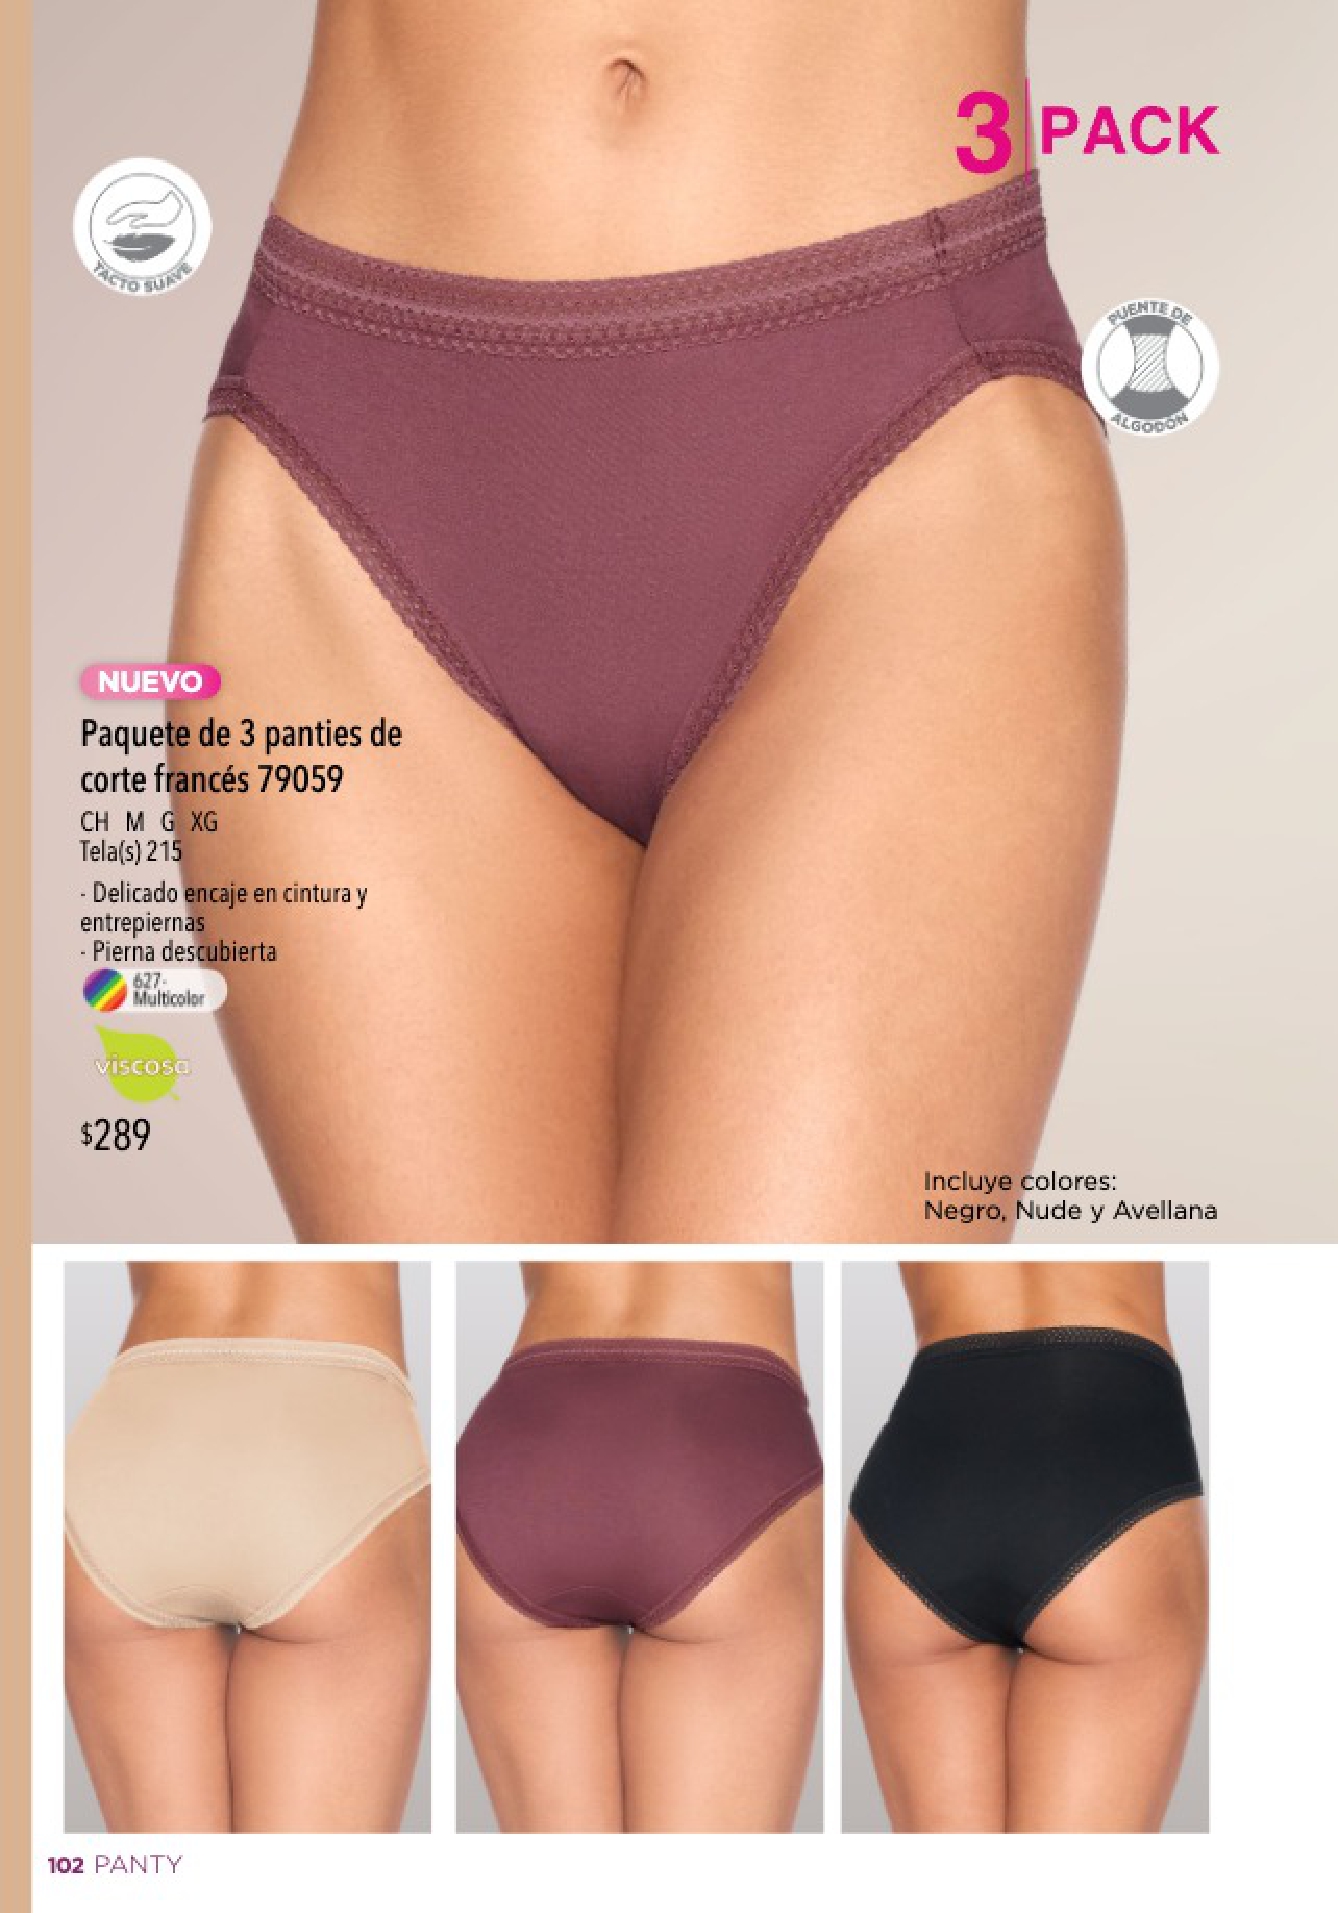 3 PACK
TACTO SUAVE
PUENTE DE
ALGODÓN
NUEVO
Paquete de 3 panties de
corte francés 79059
CH M G XG
Tela(s) 215
· Delicado encaje en cintura y
entrepiernas
· Pierna descubierta
627-
Multicolor
viscosa
$289
Incluye colores:
Negro, Nude y Avellana
102 PANTY